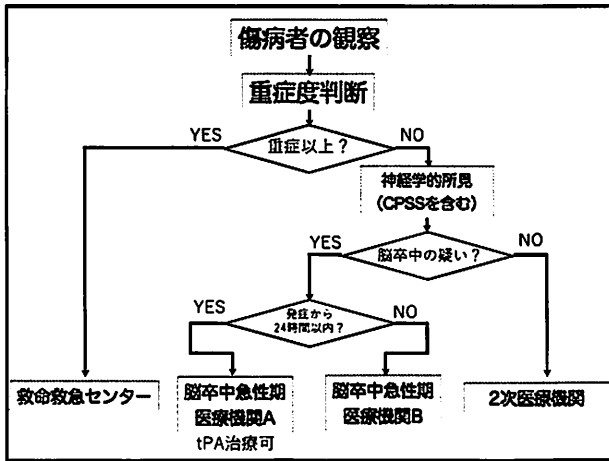 傷病者の観察
重症度判断
YES
重症以上？
NO
神経学的所見
(CPSSを含む)
YES
脳卒中の疑い？
NO
YES
発症から
24時間以内？
NO
救命救急センター
脳卒中急性期
医療機関A
tPA治療可
脳卒中急性期
医療機関B
2次医療機関